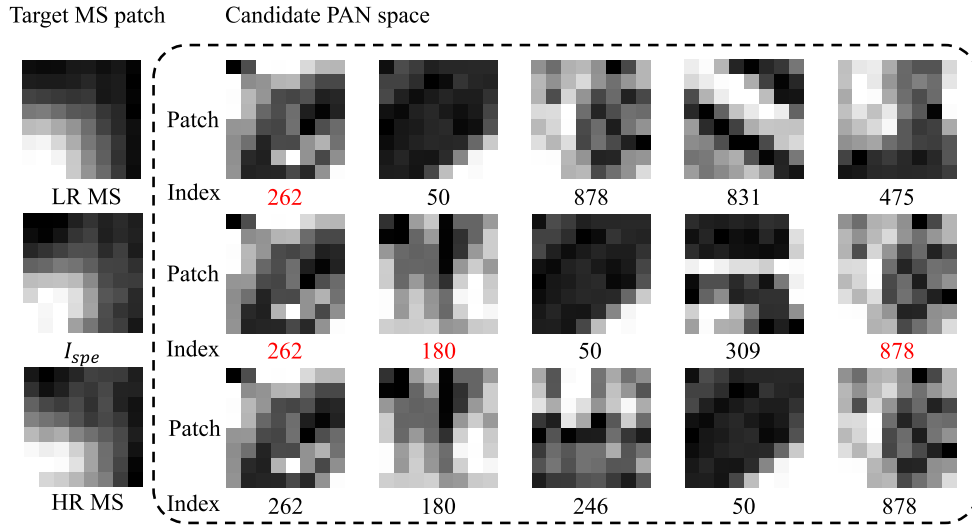 Target MS patch Candidate PAN space
Patch
LR MS Index 262 50 878 831 475
Patch
I_spe Index 262 180 50 309 878
Patch
HR MS Index 262 180 246 50 878